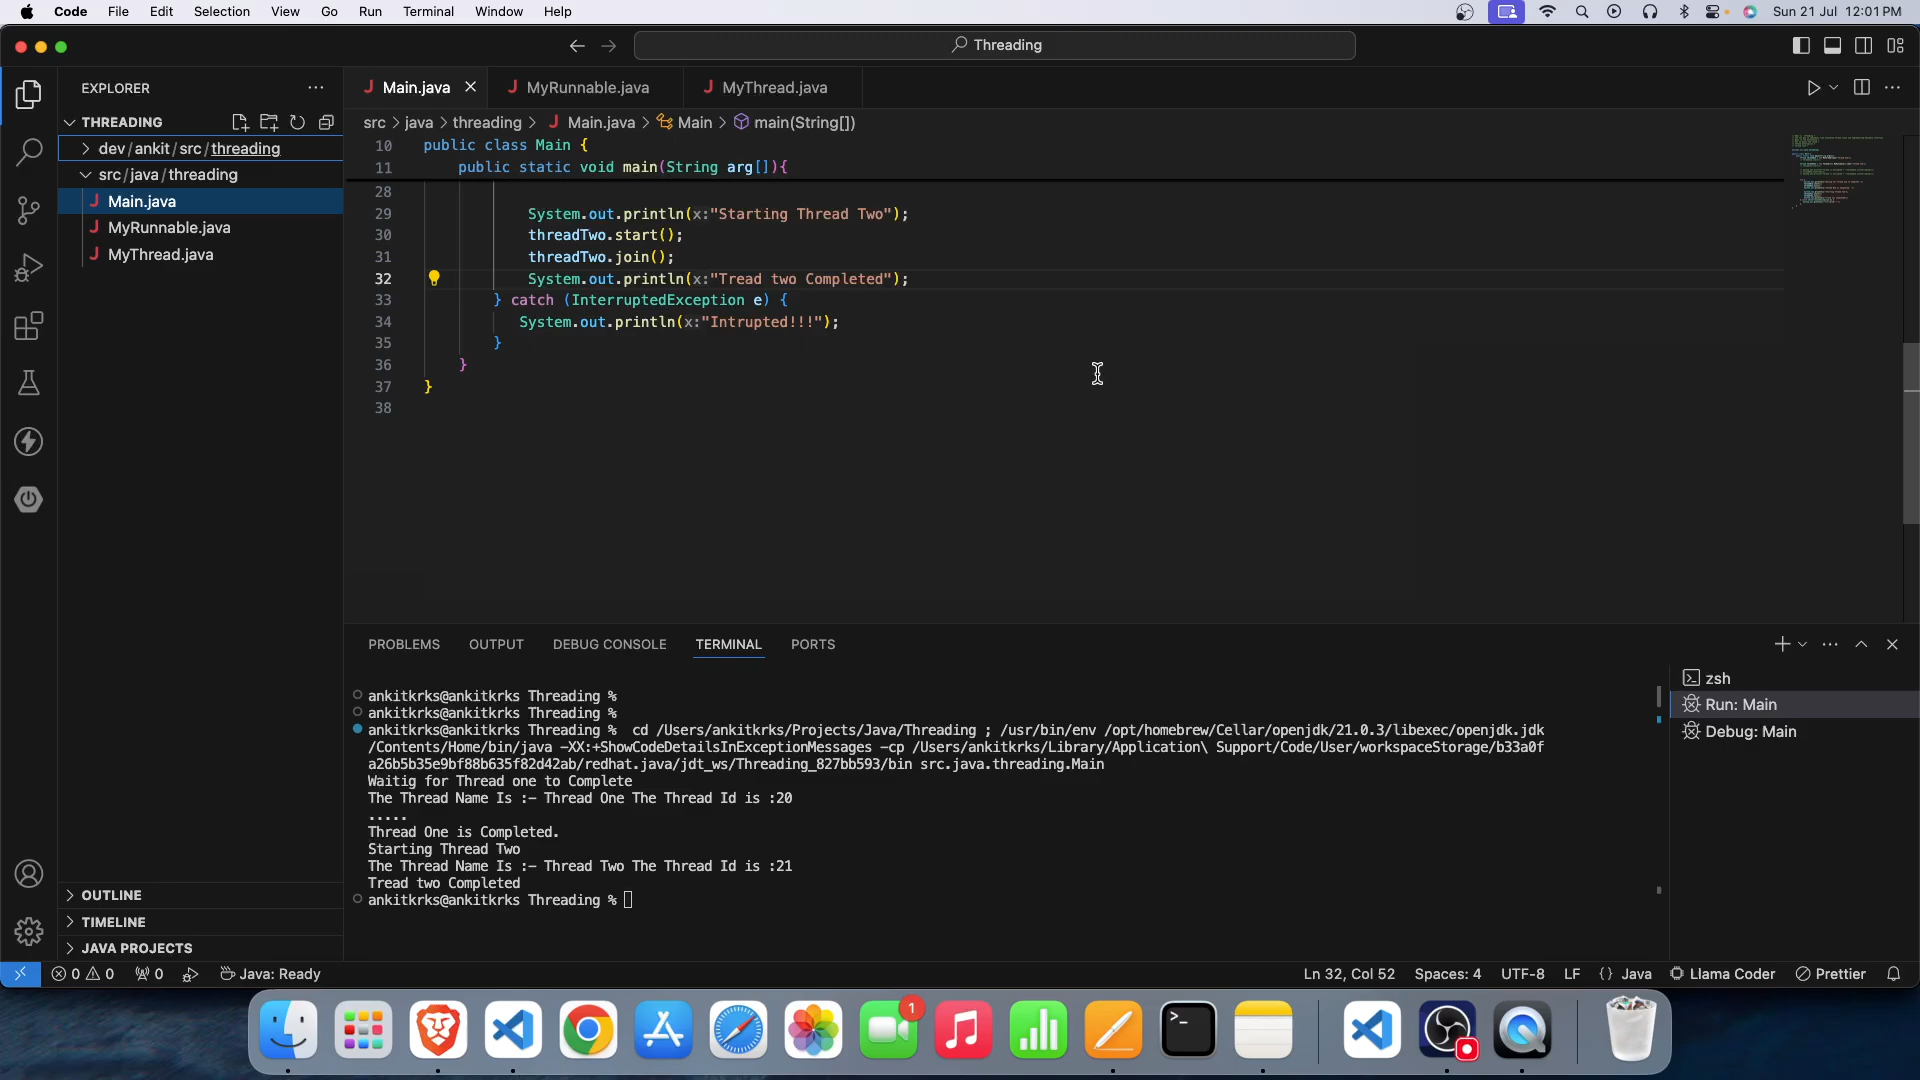 Code File Edit Selection View Go Run Terminal Window Help
Sun 21 Jul 12:01 PM
Threading
EXPLORER
Main.java
MyRunnable.java
MyThread.java
THREADING
src > java > threading > Main.java > Main > main(String[])
dev/ankit/src/threading
src/java/threading
Main.java
MyRunnable.java
MyThread.java
10 public class Main {
11 public static void main(String arg[]){
28
29 System.out.println(x:"Starting Thread Two");
30 threadTwo.start();
31 threadTwo.join();
32 System.out.println(x:"Tread two Completed");
33 } catch (InterruptedException e) {
34 System.out.println(x:"Intrupted!!!");
35 }
36 }
37 }
38
PROBLEMS OUTPUT DEBUG CONSOLE TERMINAL PORTS
ankitkrks@ankitkrks Threading %
ankitkrks@ankitkrks Threading %
ankitkrks@ankitkrks Threading % cd /Users/ankitkrks/Projects/Java/Threading ; /usr/bin/env /opt/homebrew/Cellar/openjdk/21.0.3/libexec/openjdk.jdk
/Contents/Home/bin/java -XX:+ShowCodeDetailsInExceptionMessages -cp /Users/ankitkrks/Library/Application\ Support/Code/User/workspaceStorage/b33a0f
a26b5b35e9bf88b635f82d42ab/redhat.java/jdt_ws/Threading_827bb593/bin src.java.threading.Main
Waitig for Thread one to Complete
The Thread Name Is :- Thread One The Thread Id is :20
.....
Thread One is Completed.
Starting Thread Two
The Thread Name Is :- Thread Two The Thread Id is :21
Tread two Completed
ankitkrks@ankitkrks Threading %
zsh
Run: Main
Debug: Main
OUTLINE
TIMELINE
JAVA PROJECTS
0 0 0 Java: Ready
Ln 32, Col 52 Spaces: 4 UTF-8 LF {} Java Llama Coder Prettier
1